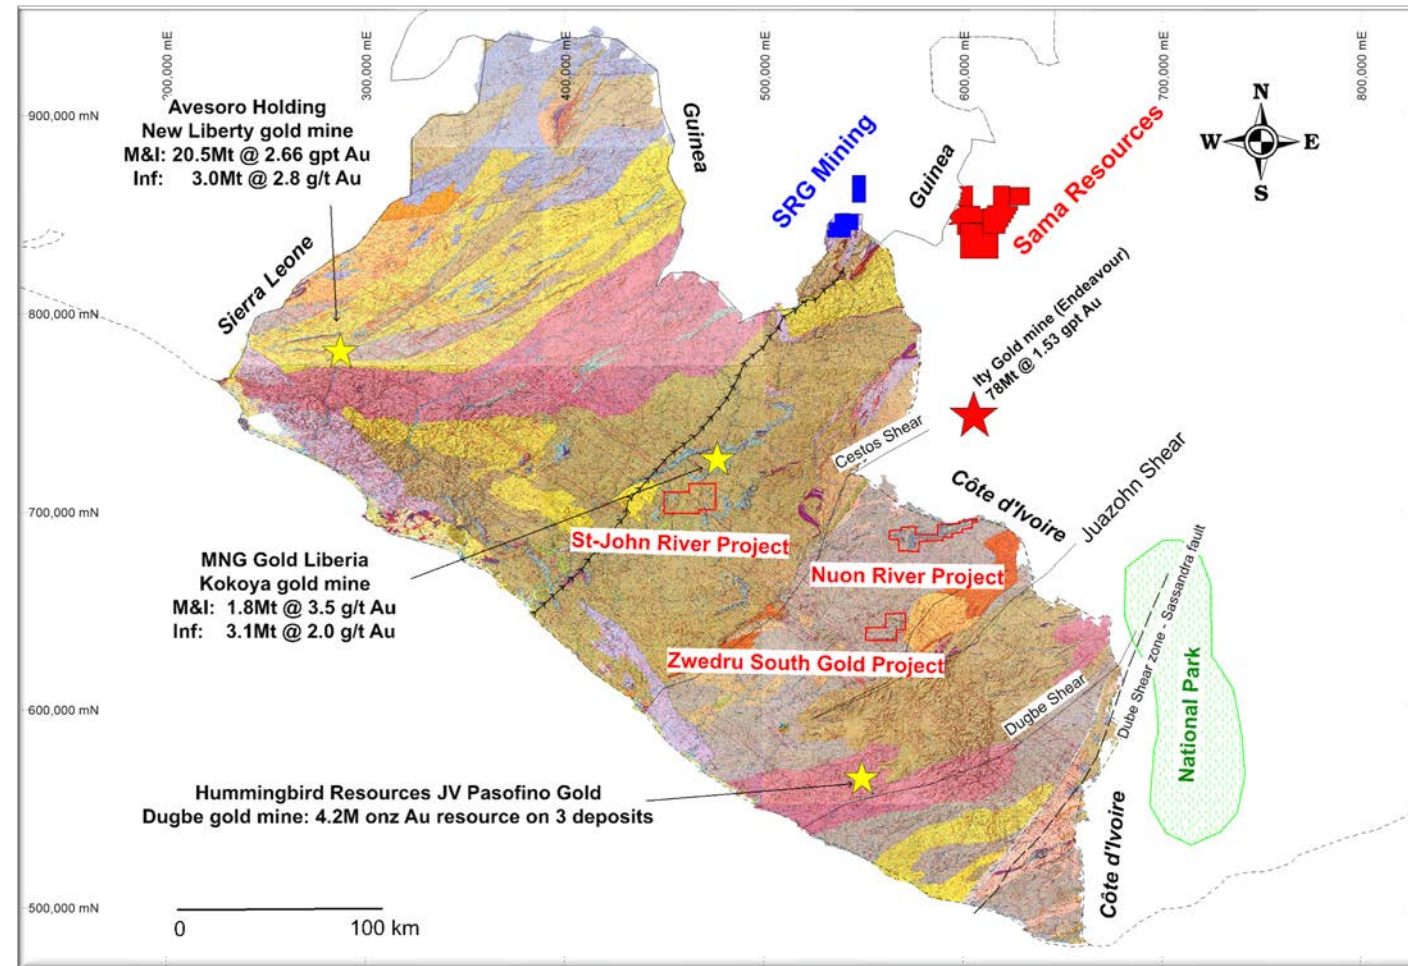 200,000 mE
300,000 mE
400,000 mE
500,000 mE
600,000 mE
700,000 mE
800,000 mE
900,000 mN
800,000 mN
700,000 mN
600,000 mN
500,000 mN
Avesoro Holding
New Liberty gold mine
M&I: 20.5Mt @ 2.66 gpt Au
Inf: 3.0Mt @ 2.8 g/t Au
Sierra Leone
Guinea
SRG Mining
Guinea
Sama Resources
N
W
E
S
Ity Gold mine (Endeavour)
78Mt @ 1.53 gpt Au
Cestos Shear
Côte d'Ivoire
Juazohn Shear
St-John River Project
Nuon River Project
Zwedru South Gold Project
MNG Gold Liberia
Kokoya gold mine
M&I: 1.8Mt @ 3.5 g/t Au
Inf: 3.1Mt @ 2.0 g/t Au
Dugbe Shear
Dube Shear zone - Sassandra fault
National Park
Hummingbird Resources JV Pasofino Gold
Dugbe gold mine: 4.2M onz Au resource on 3 deposits
Côte d'Ivoire
0
100 km